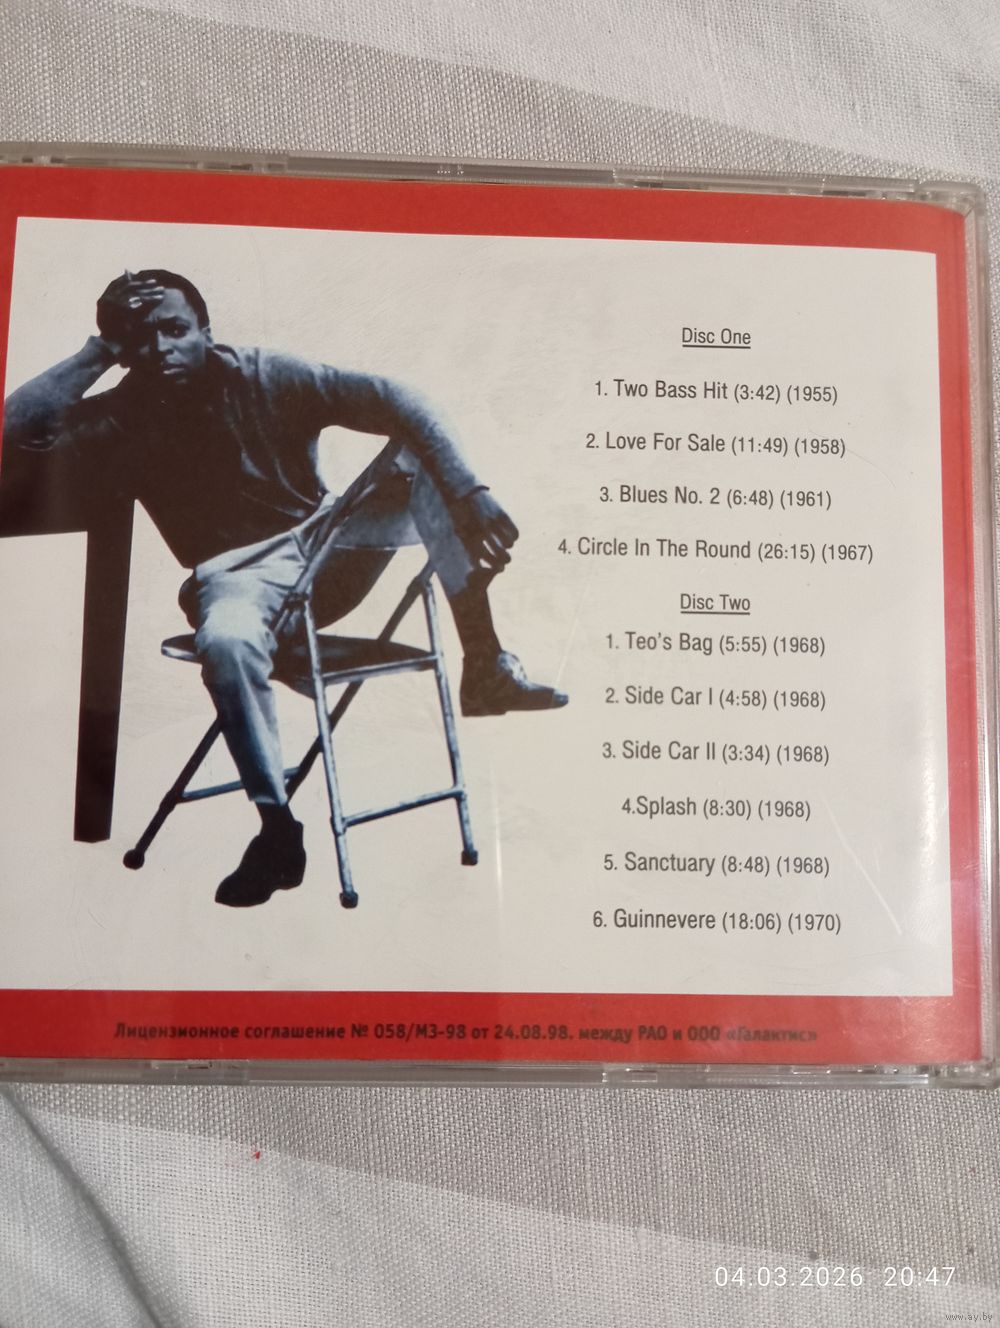 Disc One
1. Two Bass Hit (3:42) (1955)
2. Love For Sale (11:49) (1958)
3. Blues No. 2 (6:48) (1961)
4. Circle In The Round (26:15) (1967)
Disc Two
1. Teo's Bag (5:55) (1968)
2. Side Car I (4:58) (1968)
3. Side Car II (3:34) (1968)
4.Splash (8:30) (1968)
5. Sanctuary (8:48) (1968)
6. Guinnevere (18:06) (1970)
Лицензионное соглашение № 058/МЗ-98 от 24.08.98. между РАО и ООО «Галактис»
04.03.2026 20:47
www.ay.by